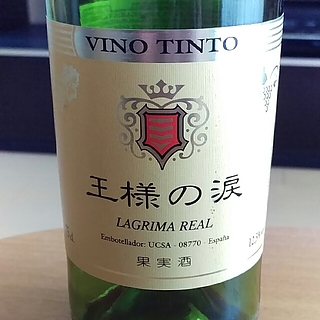 VINO TINTO
王様の涙
LAGRIMA REAL
Embotellador: UCSA - 08770 - España
果実酒